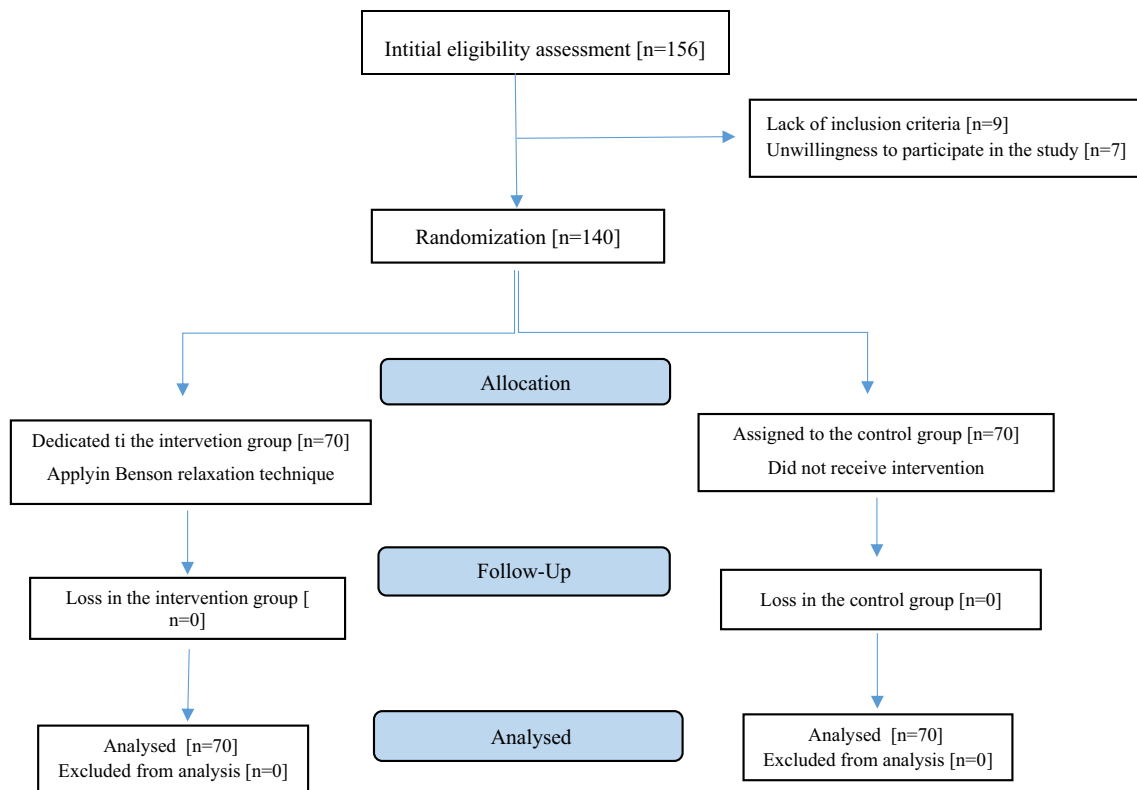 Intitial eligibility assessment [n=156]
Lack of inclusion criteria [n=9]
Unwillingness to participate in the study [n=7]
Randomization [n=140]
Allocation
Dedicated ti the intervetion group [n=70]
Applyin Benson relaxation technique
Assigned to the control group [n=70]
Did not receive intervention
Follow-Up
Loss in the intervention group [
n=0]
Loss in the control group [n=0]
Analysed
Analysed [n=70]
Excluded from analysis [n=0]
Analysed [n=70]
Excluded from analysis [n=0]